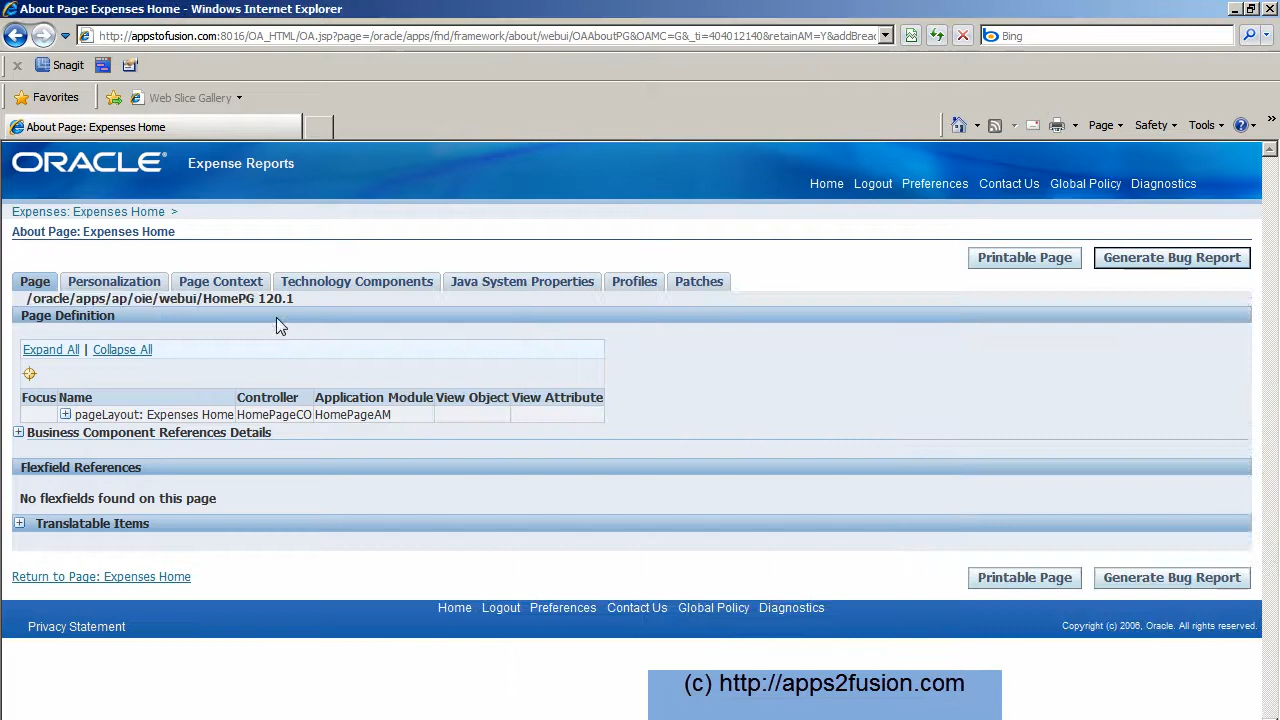 About Page: Expenses Home - Windows Internet Explorer
http://appstofusion.com:8016/OA_HTML/OA.jsp?page=/oracle/apps/fnd/framework/about/webui/OAAboutPG&OAMC=G&_ti=404012140&retainAM=Y&addBrea
Bing
Snagit
Favorites Web Slice Gallery
About Page: Expenses Home
Page Safety Tools »
ORACLE® Expense Reports
Home Logout Preferences Contact Us Global Policy Diagnostics
Expenses: Expenses Home >
About Page: Expenses Home
Printable Page Generate Bug Report
Page Personalization Page Context Technology Components Java System Properties Profiles Patches
/oracle/apps/ap/oie/webui/HomePG 120.1
Page Definition
Expand All | Collapse All
Focus Name Controller Application Module View Object View Attribute
pageLayout: Expenses Home HomePageCO HomePageAM
Business Component References Details
Flexfield References
No flexfields found on this page
Translatable Items
Return to Page: Expenses Home
Printable Page Generate Bug Report
Home Logout Preferences Contact Us Global Policy Diagnostics
Privacy Statement
Copyright (c) 2006, Oracle. All rights reserved.
(c) http://apps2fusion.com